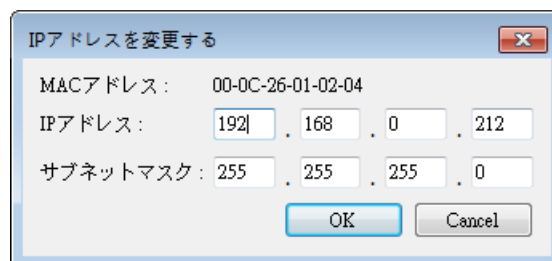 IPアドレスを変更する
MACアドレス: 00-0C-26-01-02-04
IPアドレス: 192 . 168 . 0 . 212
サブネットマスク: 255 . 255 . 255 . 0
OK Cancel